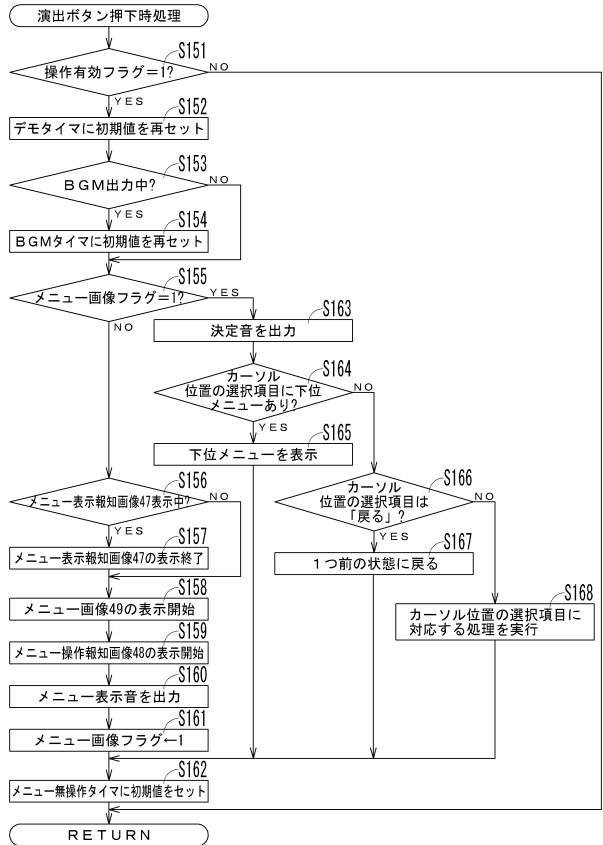 演出ボタン押下時処理
S151
操作有効フラグ＝1?
NO
YES
S152
デモタイマに初期値を再セット
S153
ＢＧＭ出力中?
NO
YES
S154
ＢＧＭタイマに初期値を再セット
S155
メニュー画像フラグ＝1?
YES
NO
S163
決定音を出力
S164
カーソル
位置の選択項目に下位
メニューあり?
NO
YES
S165
下位メニューを表示
S156
メニュー表示報知画像47表示中?
NO
YES
S166
カーソル
位置の選択項目は
「戻る」?
NO
YES
S157
メニュー表示報知画像47の表示終了
S167
１つ前の状態に戻る
S158
メニュー画像49の表示開始
S168
カーソル位置の選択項目に
対応する処理を実行
S159
メニュー操作報知画像48の表示開始
S160
メニュー表示音を出力
S161
メニュー画像フラグ←1
S162
メニュー無操作タイマに初期値をセット
ＲＥＴＵＲＮ